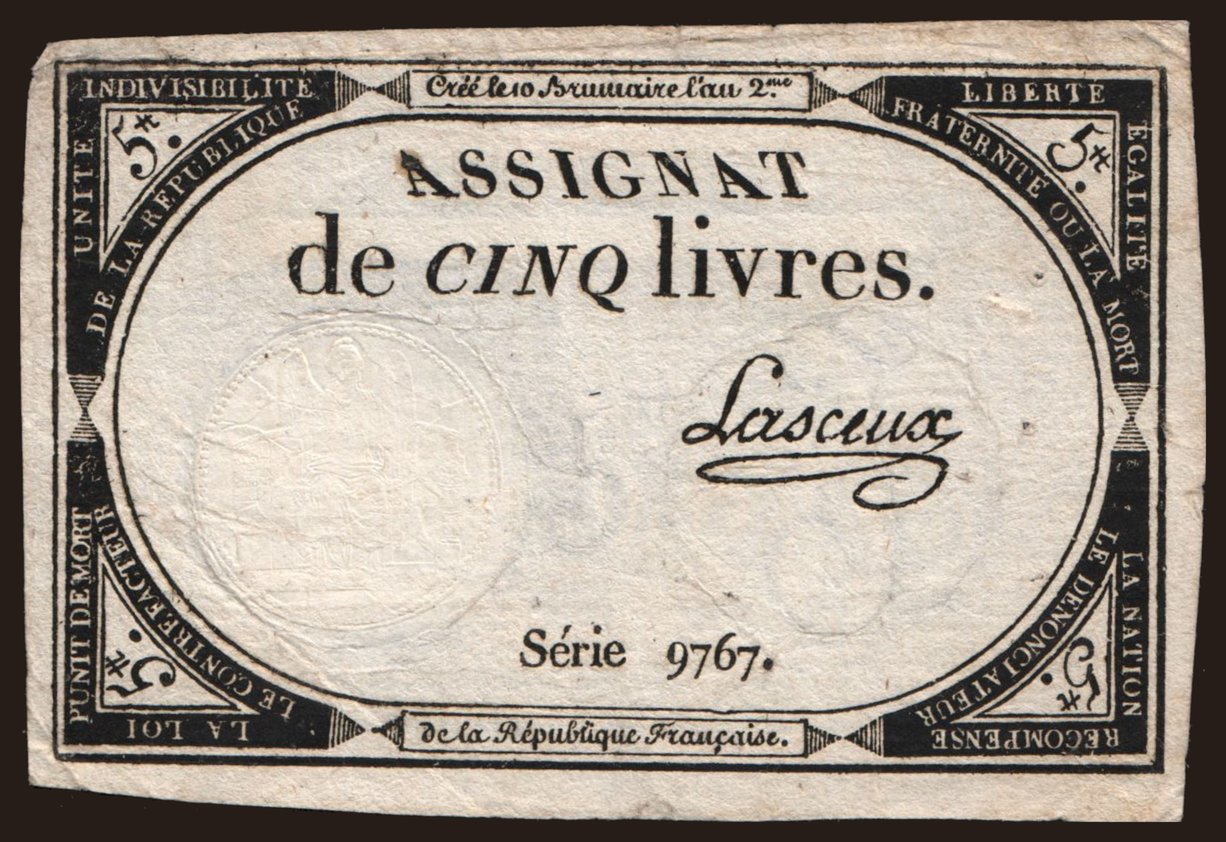 Créé le 10 Brumaire l'an 2.me
UNITÉ
INDIVISIBILITÉ
DE LA RÉPUBLIQUE
5#.
LIBERTÉ
ÉGALITÉ
FRATERNITÉ OU LA MORT
5#.
ASSIGNAT
de CINQ livres.
Lasceux
Série 9767.
LA LOI
PUNIT DE MORT
LE CONTREFACTEUR
5#.
LA NATION
RÉCOMPENSE
LE DENONCIATEUR
5#.
de la République Française.